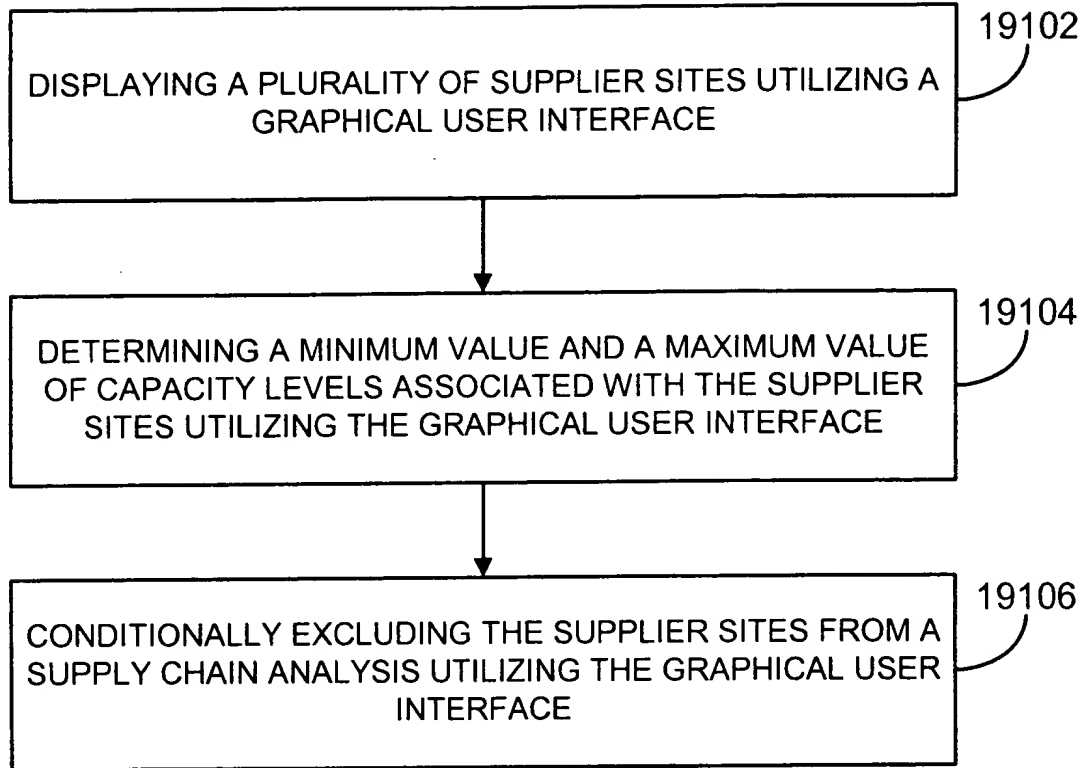 19102
DISPLAYING A PLURALITY OF SUPPLIER SITES UTILIZING A
GRAPHICAL USER INTERFACE
19104
DETERMINING A MINIMUM VALUE AND A MAXIMUM VALUE
OF CAPACITY LEVELS ASSOCIATED WITH THE SUPPLIER
SITES UTILIZING THE GRAPHICAL USER INTERFACE
19106
CONDITIONALLY EXCLUDING THE SUPPLIER SITES FROM A
SUPPLY CHAIN ANALYSIS UTILIZING THE GRAPHICAL USER
INTERFACE